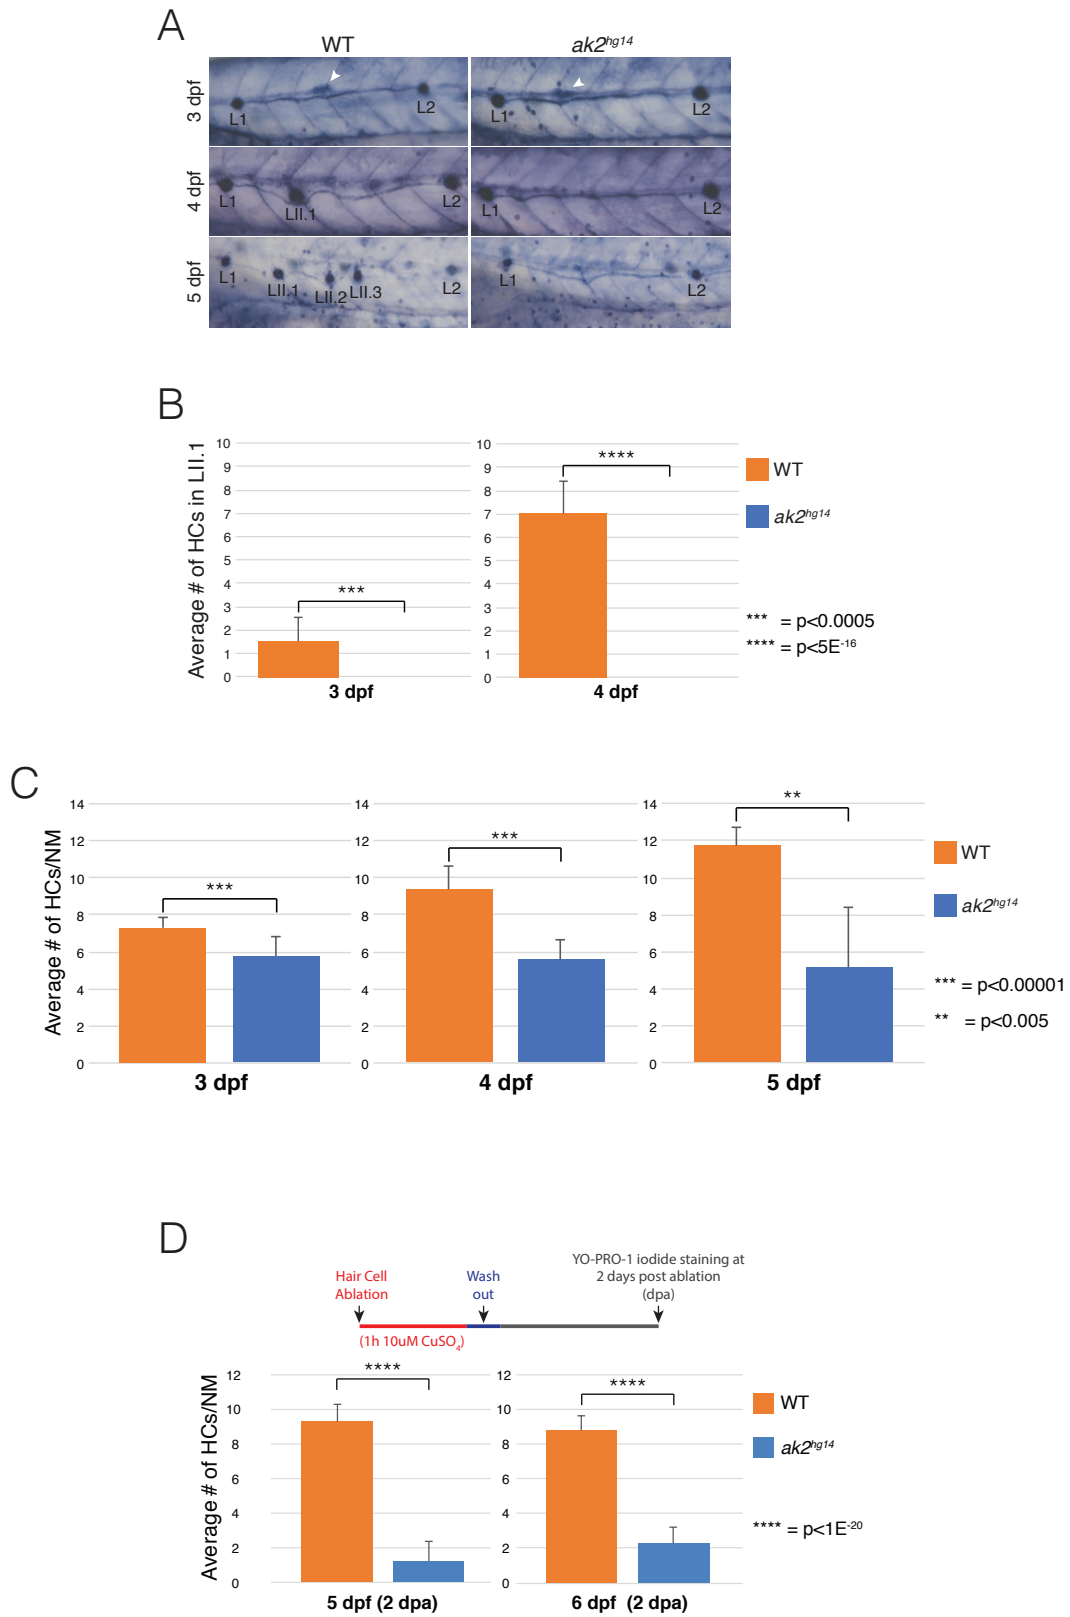 A
WT
ak2hg14
3 dpf
L1
L2
L1
L2
4 dpf
L1
LII.1
L2
L1
L2
5 dpf
L1
LII.1
LII.2
LII.3
L2
L1
L2
B
Average # of HCs in LII.1
10
9
8
7
6
5
4
3
2
1
0
***
3 dpf
10
9
8
7
6
5
4
3
2
1
0
****
4 dpf
WT
ak2hg14
*** = p<0.0005
**** = p<5E-16
C
Average # of HCs/NM
14
12
10
8
6
4
2
0
***
3 dpf
14
12
10
8
6
4
2
0
***
4 dpf
14
12
10
8
6
4
2
0
**
5 dpf
WT
ak2hg14
*** = p<0.00001
** = p<0.005
D
Hair Cell
Ablation
Wash
out
YO-PRO-1 iodide staining at
2 days post ablation
(dpa)
(1h 10uM CuSO4)
Average # of HCs/NM
12
10
8
6
4
2
0
****
5 dpf (2 dpa)
12
10
8
6
4
2
0
****
6 dpf (2 dpa)
WT
ak2hg14
**** = p<1E-20